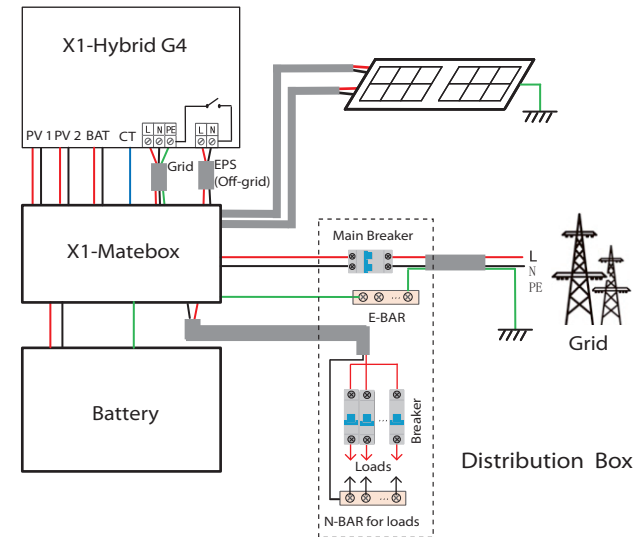 X1-Hybrid G4
PV 1 PV 2 BAT CT
L N PE
L N
Grid
EPS
(Off-grid)
X1-Matebox
Main Breaker
L
N
PE
E-BAR
Grid
Battery
Breaker
Loads
Distribution Box
N-BAR for loads